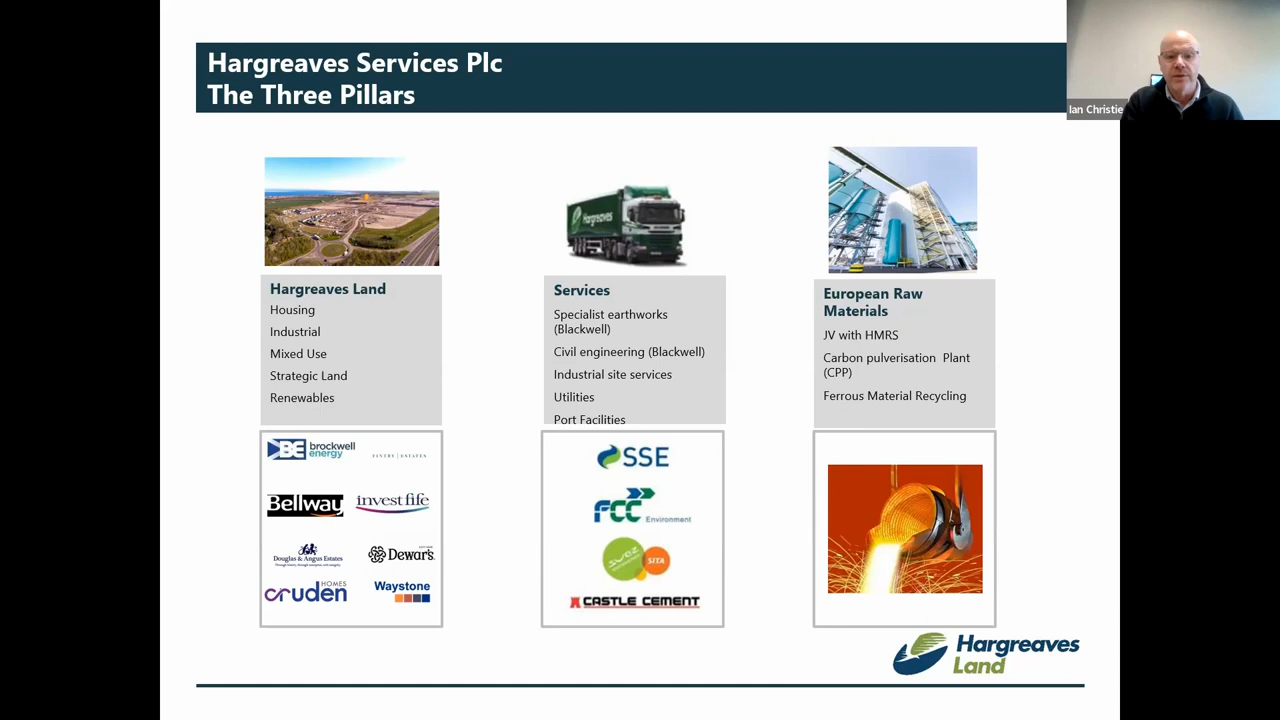 Hargreaves Services Plc
The Three Pillars
Ian Christie
Hargreaves
Hargreaves Land
Housing
Industrial
Mixed Use
Strategic Land
Renewables
Services
Specialist earthworks
(Blackwell)
Civil engineering (Blackwell)
Industrial site services
Utilities
Port Facilities
European Raw
Materials
JV with HMRS
Carbon pulverisation Plant
(CPP)
Ferrous Material Recycling
BE brockwell
energy
Bellway
investfife
Douglas & Angus Estates
Dewar's
cruden
HOMES
Waystone
SSE
FCC
Environment
SITA
CASTLE CEMENT
Hargreaves
Land